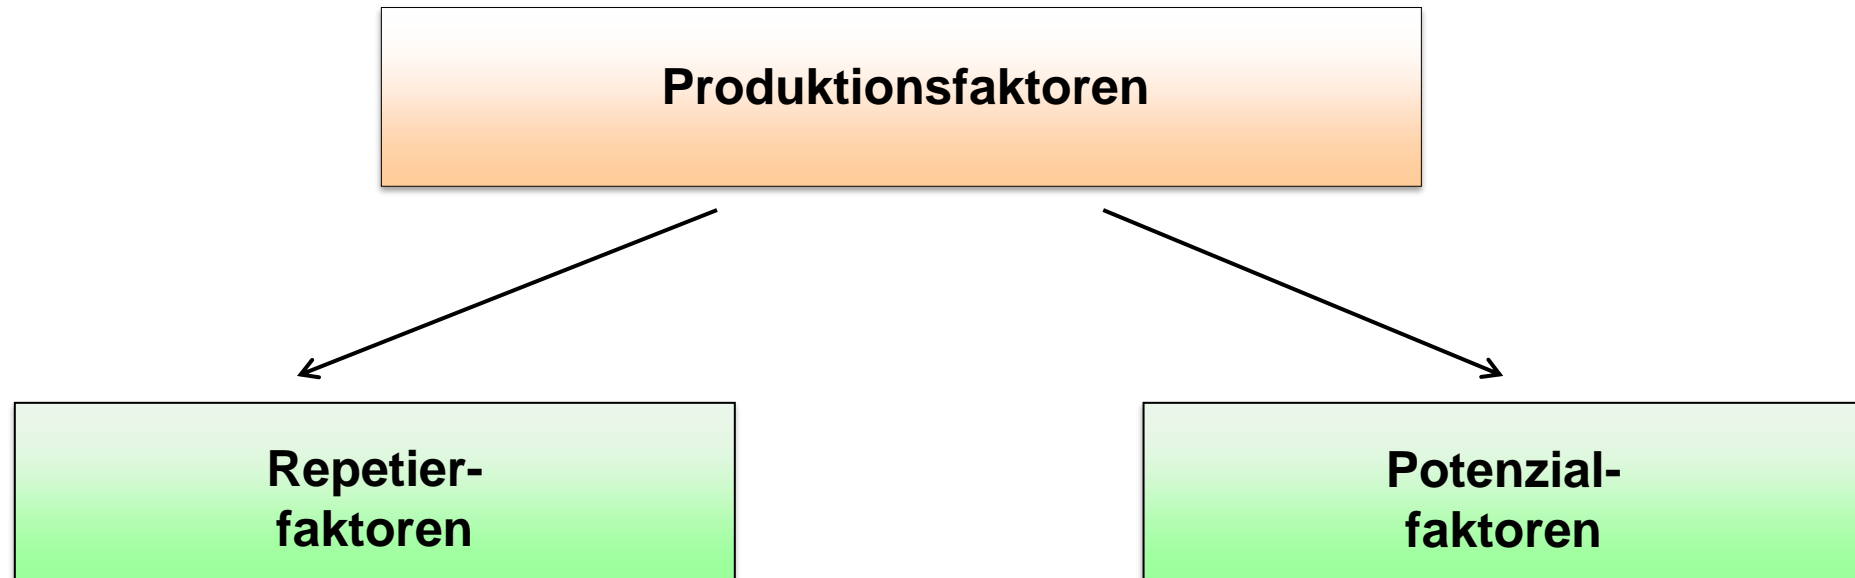 Produktionsfaktoren
Repetier-
faktoren
Potenzial-
faktoren